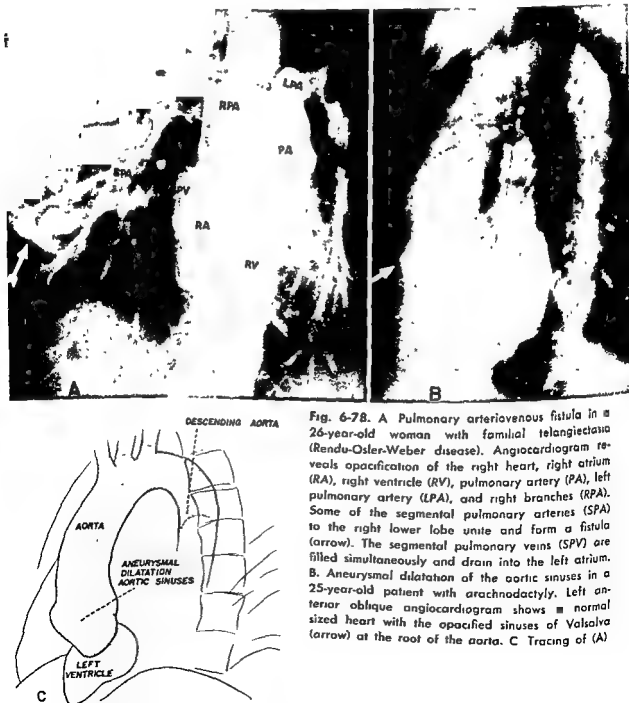 LPA
RPA
PA
SPA
PV
RA
RV
A
B
DESCENDING AORTA
AORTA
ANEURYSMAL
DILATATION
AORTIC SINUSES
LEFT
VENTRICLE
C
Fig. 6-78. A Pulmonary arteriovenous fistula in a
26-year-old woman with familial telangiectasia
(Rendu-Osler-Weber disease). Angiocardiogram re-
veals opacification of the right heart, right atrium
(RA), right ventricle (RV), pulmonary artery (PA), left
pulmonary artery (LPA), and right branches (RPA).
Some of the segmental pulmonary arteries (SPA)
to the right lower lobe unite and form a fistula
(arrow). The segmental pulmonary veins (SPV) are
filled simultaneously and drain into the left atrium.
B. Aneurysmal dilatation of the aortic sinuses in a
25-year-old patient with arachnodactyly. Left an-
terior oblique angiocardiogram shows a normal
sized heart with the opacified sinuses of Valsalva
(arrow) at the root of the aorta. C Tracing of (A)